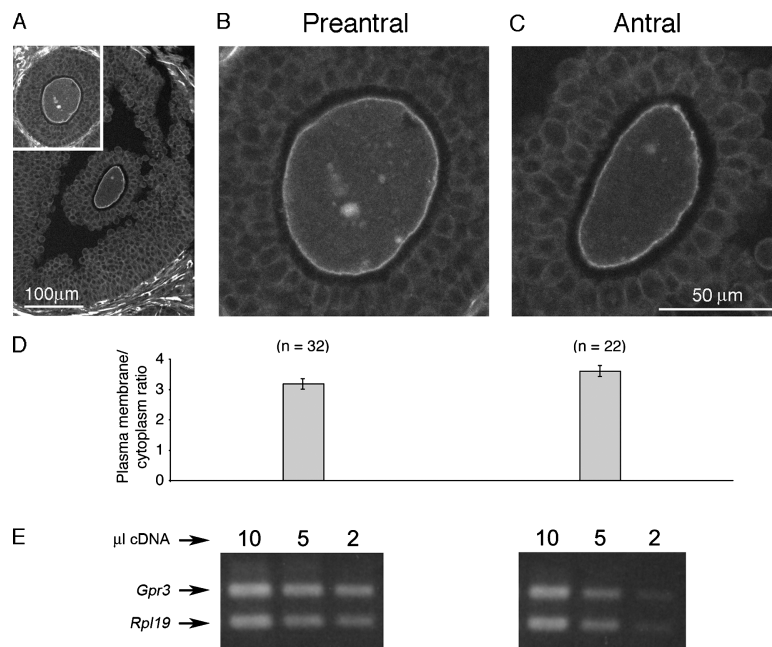 A
B
Preantral
C
Antral
100μm
50 μm
D
(n = 32)
(n = 22)
Plasma membrane/
cytoplasm ratio
4
3
2
1
0
E
μl cDNA
10 5 2
10 5 2
Gpr3
Rpl19